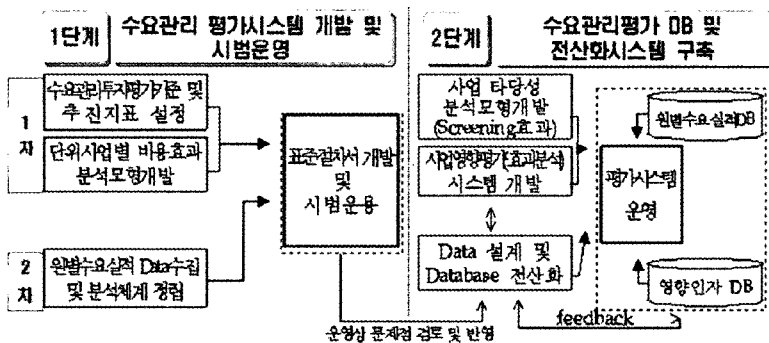 1단계
수요관리 평가시스템 개발 및
시범운영
2단계
수요관리평가 DB 및
전산화시스템 구축
1
차
수요관리투자평가기준 및
추진지표 설정
단위사업별 비용효과
분석모형개발
2
차
원별수요실적 Data수집
및 분석체계 정립
표준절차서 개발
및
시범운용
사업 타당성
분석모형개발
(Screening효과)
사업영향평가(효과분석)
시스템 개발
Data 설계 및
Database 전산화
원별수요실적DB
평가시스템
운영
영향인자 DB
운영상 문제점 검토 및 반영
feedback